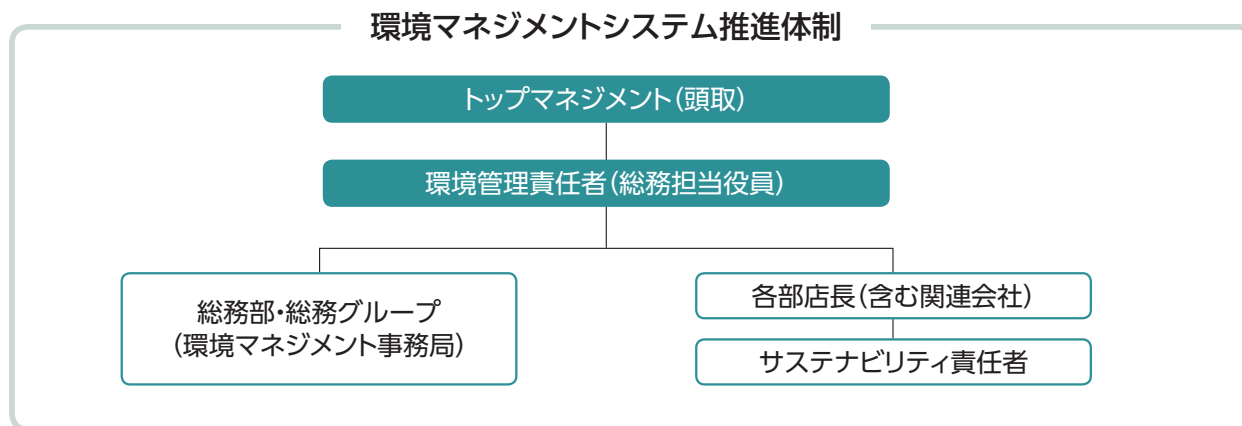 環境マネジメントシステム推進体制
トップマネジメント(頭取)
環境管理責任者(総務担当役員)
総務部・総務グループ
(環境マネジメント事務局)
各部店長(含む関連会社)
サステナビリティ責任者